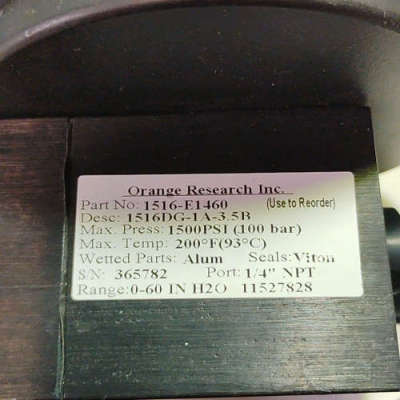 Orange Research Inc.
Part No: 1516-E1460 (Use to Reorder)
Desc: 1516DG-1A-3.5B
Max. Press: 1500PSI (100 bar)
Max. Temp: 200°F(93°C)
Wetted Parts: Alum Seals: Viton
S/N: 365782 Port: 1/4" NPT
Range: 0-60 IN H2O 11527828